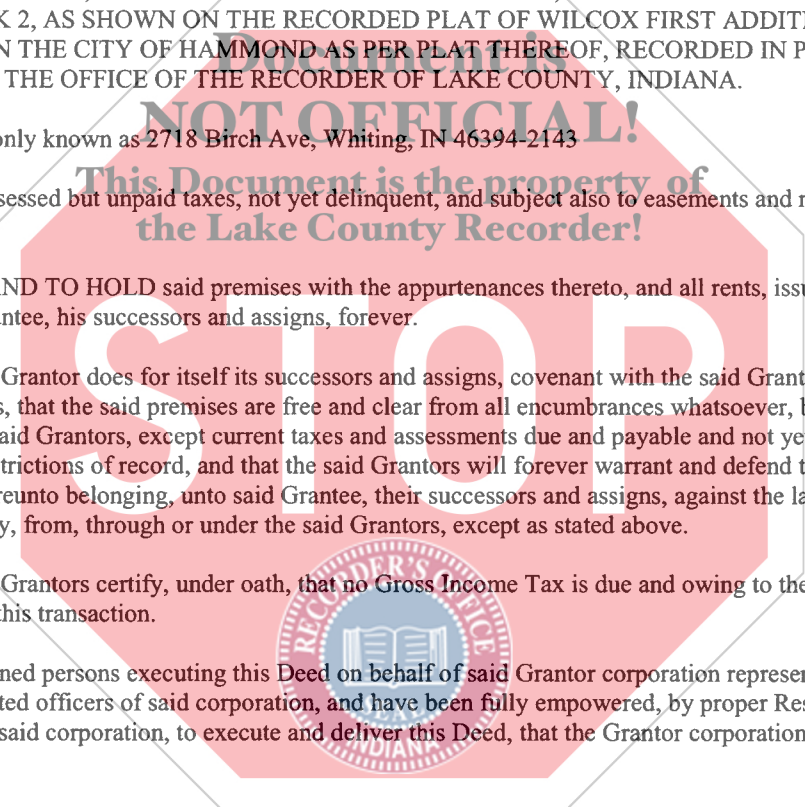 K 2, AS SHOWN ON THE RECORDED PLAT OF WILCOX FIRST ADDITI
N THE CITY OF HAMMOND AS PER PLAT THEREOF, RECORDED IN P
Document is
THE OFFICE OF THE RECORDER OF LAKE COUNTY, INDIANA.
NOT OFFICIAL!
only known as 2718 Birch Ave, Whiting, IN 46394-2143
This Document is the property of
sessed but unpaid taxes, not yet delinquent, and subject also to easements and r
the Lake County Recorder!
AND TO HOLD said premises with the appurtenances thereto, and all rents, issu
antee, his successors and assigns, forever.
STOP
Grantor does for itself its successors and assigns, covenant with the said Grant
s, that the said premises are free and clear from all encumbrances whatsoever, b
aid Grantors, except current taxes and assessments due and payable and not ye
trictions of record, and that the said Grantors will forever warrant and defend t
reunto belonging, unto said Grantee, their successors and assigns, against the la
y, from, through or under the said Grantors, except as stated above.
Grantors certify, under oath, that no Gross Income Tax is due and owing to the
this transaction.
RECORDER'S OFFICE
SEAL
INDIANA
ned persons executing this Deed on behalf of said Grantor corporation represen
ted officers of said corporation, and have been fully empowered, by proper Res
said corporation, to execute and deliver this Deed, that the Grantor corporation